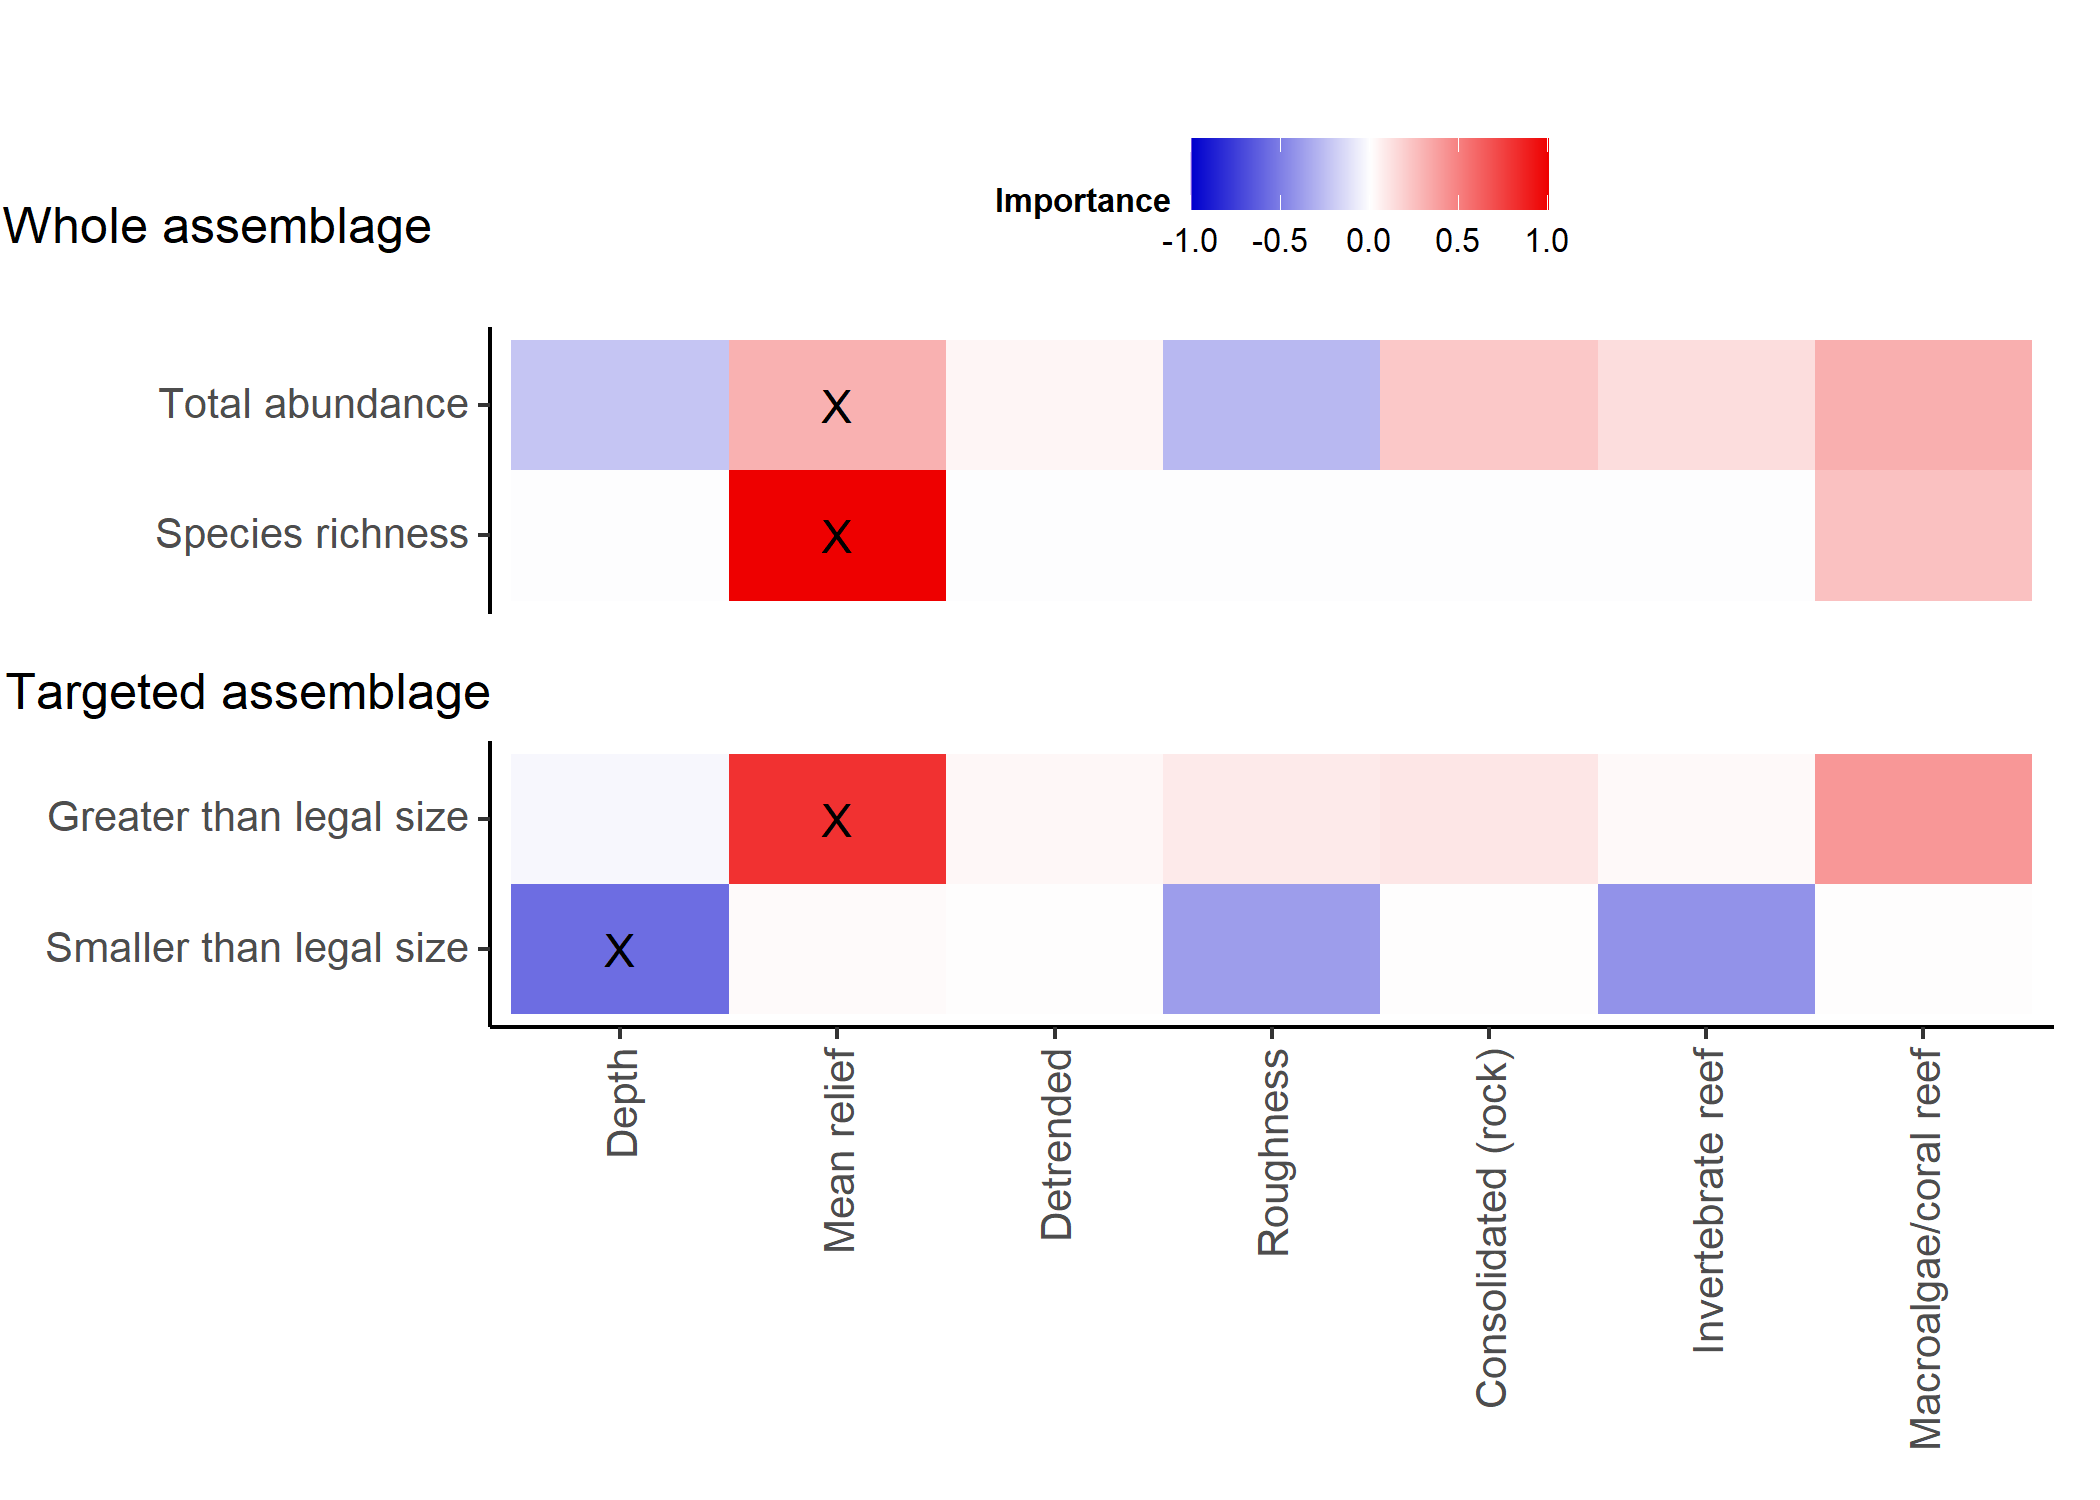 Importance
-1.0 -0.5 0.0 0.5 1.0
Whole assemblage
Total abundance
X
Species richness
X
Targeted assemblage
Greater than legal size
X
Smaller than legal size
X
Depth
Mean relief
Detrended
Roughness
Consolidated (rock)
Invertebrate reef
Macroalgae/coral reef